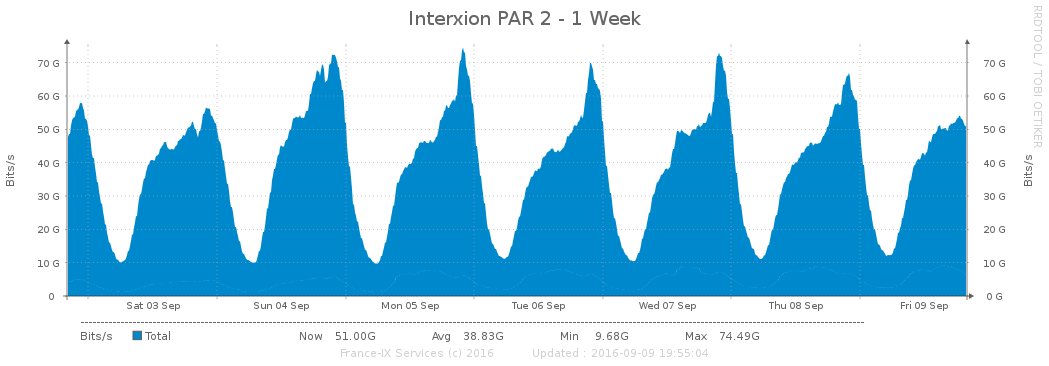 Interxion PAR 2 - 1 Week
RRDTOOL / TOBI OETIKER
Bits/s
70 G 70 G
60 G 60 G
50 G 50 G
40 G 40 G
30 G 30 G
20 G 20 G
10 G 10 G
0 0 G
Bits/s
Sat 03 Sep Sun 04 Sep Mon 05 Sep Tue 06 Sep Wed 07 Sep Thu 08 Sep Fri 09 Sep
Bits/s Total Now 51.00G Avg 38.83G Min 9.68G Max 74.49G
France-IX Services (c) 2016 Updated : 2016-09-09 19:55:04